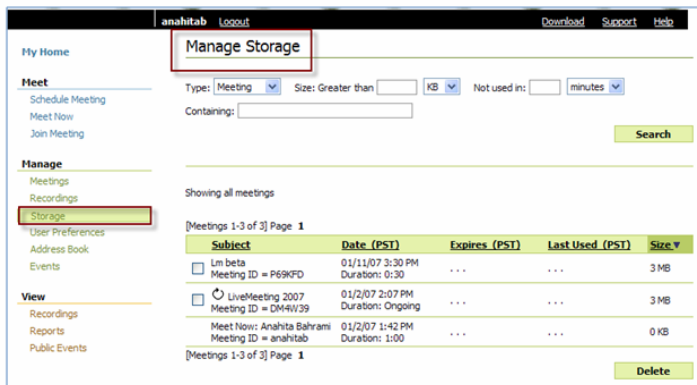 anahitab Logout Download Support Help
My Home
Manage Storage
Meet
Schedule Meeting
Meet Now
Join Meeting
Type: Meeting Size: Greater than KB Not used in: minutes
Containing:
Search
Manage
Meetings
Recordings
Storage
User Preferences
Address Book
Events
View
Recordings
Reports
Public Events
Showing all meetings
[Meetings 1-3 of 3] Page 1
Subject Date (PST) Expires (PST) Last Used (PST) Size
Lm beta 01/11/07 3:30 PM . . . . . . 3 MB
Meeting ID = P69KFD Duration: 0:30
LiveMeeting 2007 01/2/07 2:07 PM . . . . . . 3 MB
Meeting ID = DM4W39 Duration: Ongoing
Meet Now: Anahita Bahrami 01/2/07 1:42 PM . . . . . . 0 KB
Meeting ID = anahitab Duration: 1:00
[Meetings 1-3 of 3] Page 1
Delete